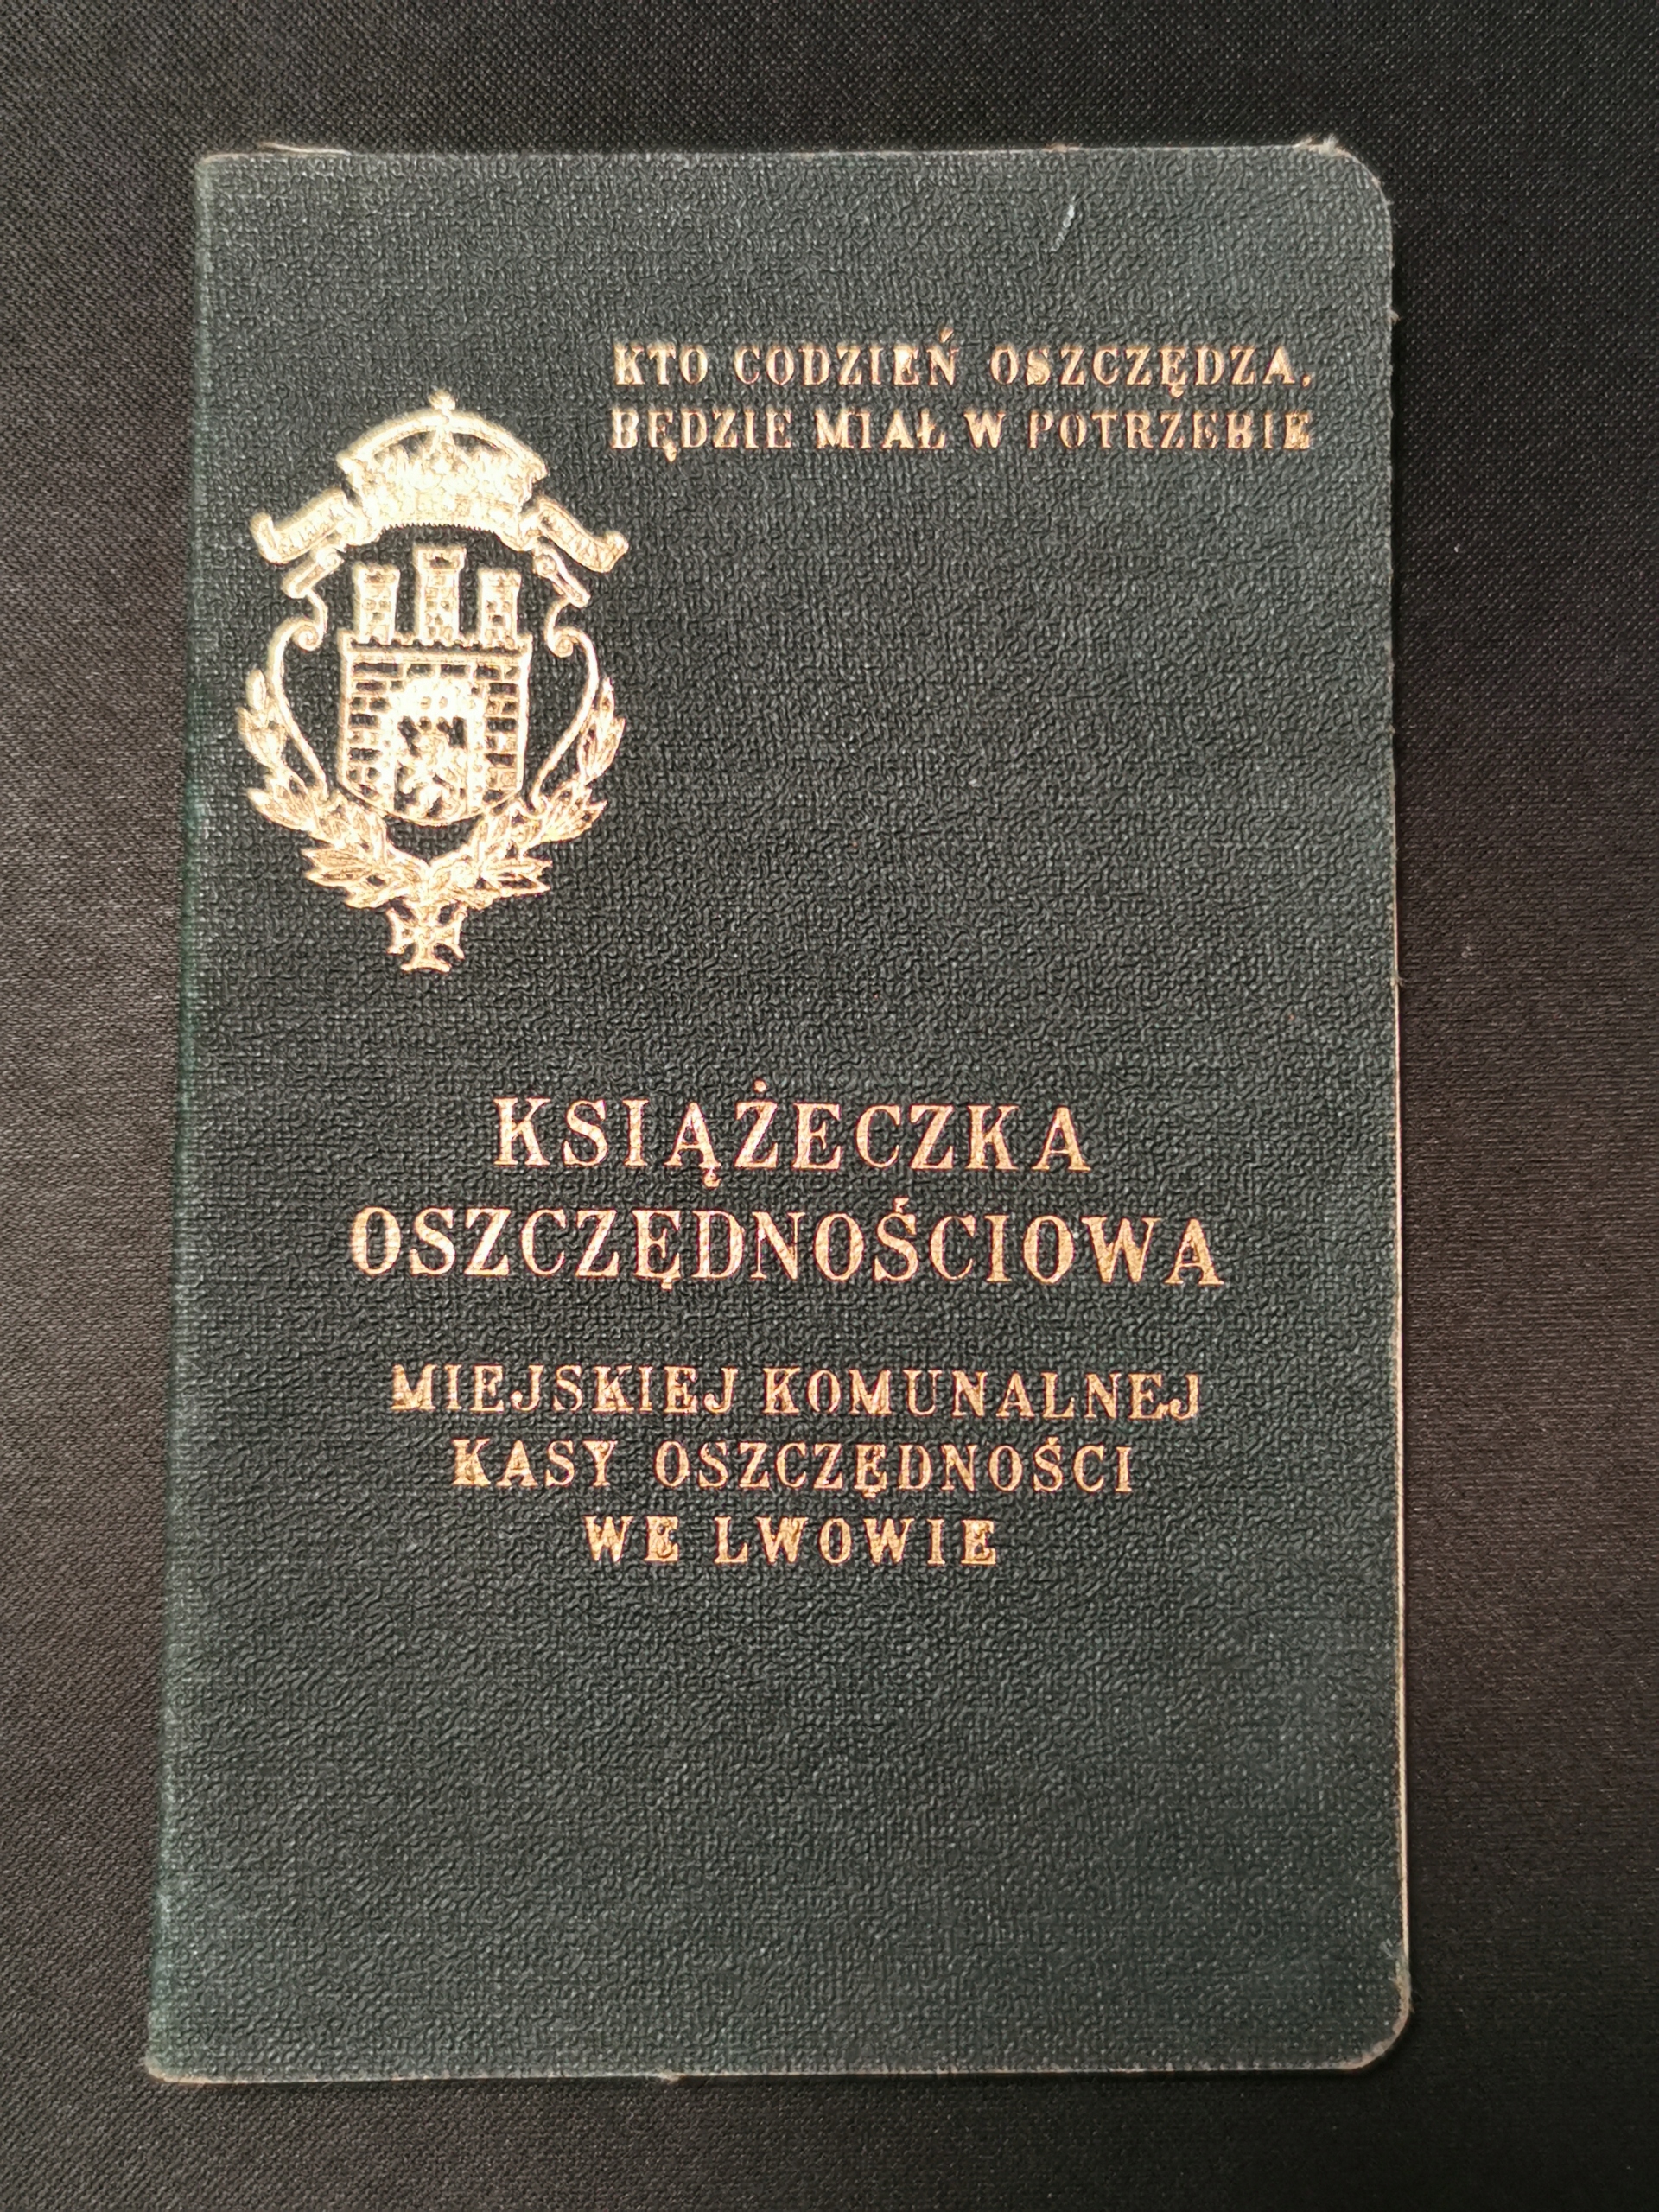 KTO CODZIEŃ OSZCZĘDZA,
BĘDZIE MIAŁ W POTRZEBIE
KSIĄŻECZKA
OSZCZĘDNOŚCIOWA
MIEJSKIEJ KOMUNALNEJ
KASY OSZCZĘDNOŚCI
WE LWOWIE